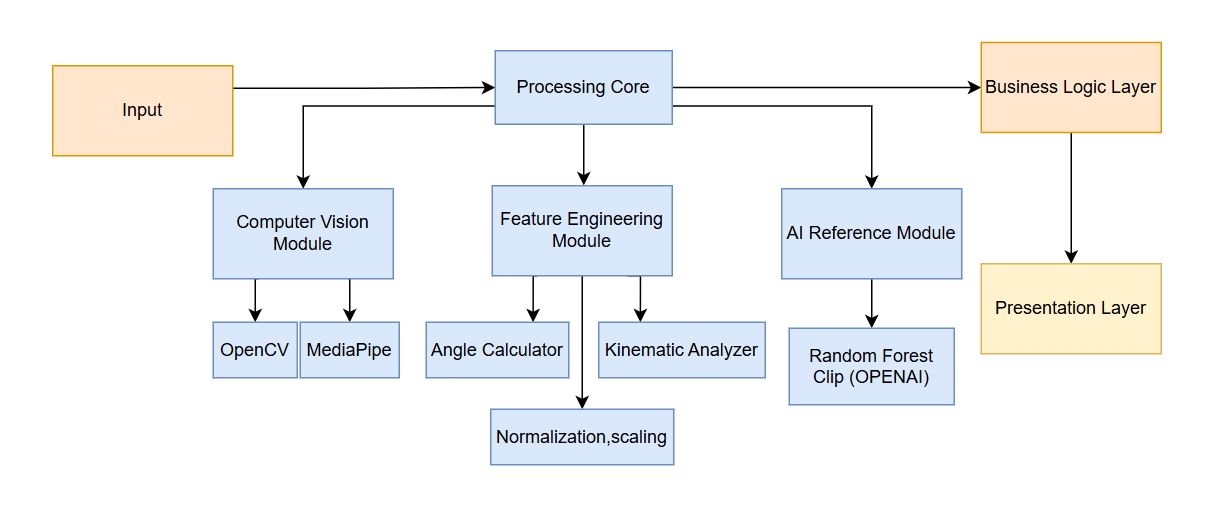 Input
Processing Core
Business Logic Layer
Computer Vision
Module
Feature Engineering
Module
AI Reference Module
Presentation Layer
OpenCV
MediaPipe
Angle Calculator
Kinematic Analyzer
Random Forest
Clip (OPENAI)
Normalization,scaling